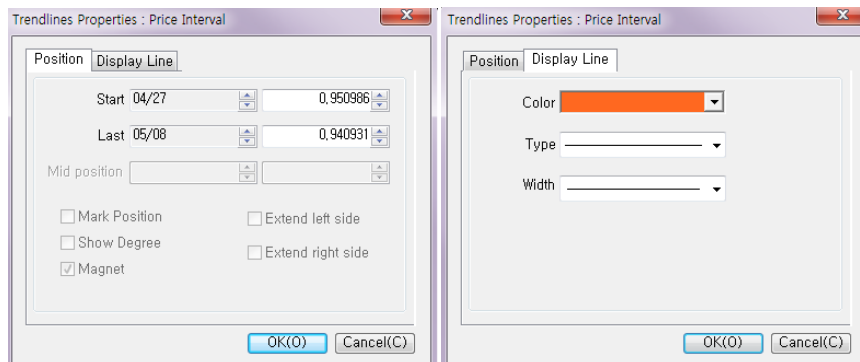 Trendlines Properties : Price Interval
Position Display Line
Start 04/27 0,950986
Last 05/08 0,940931
Mid position
Mark Position Extend left side
Show Degree
Extend right side
Magnet
OK(O) Cancel(C)
Trendlines Properties : Price Interval
Position Display Line
Color
Type
Width
OK(O) Cancel(C)